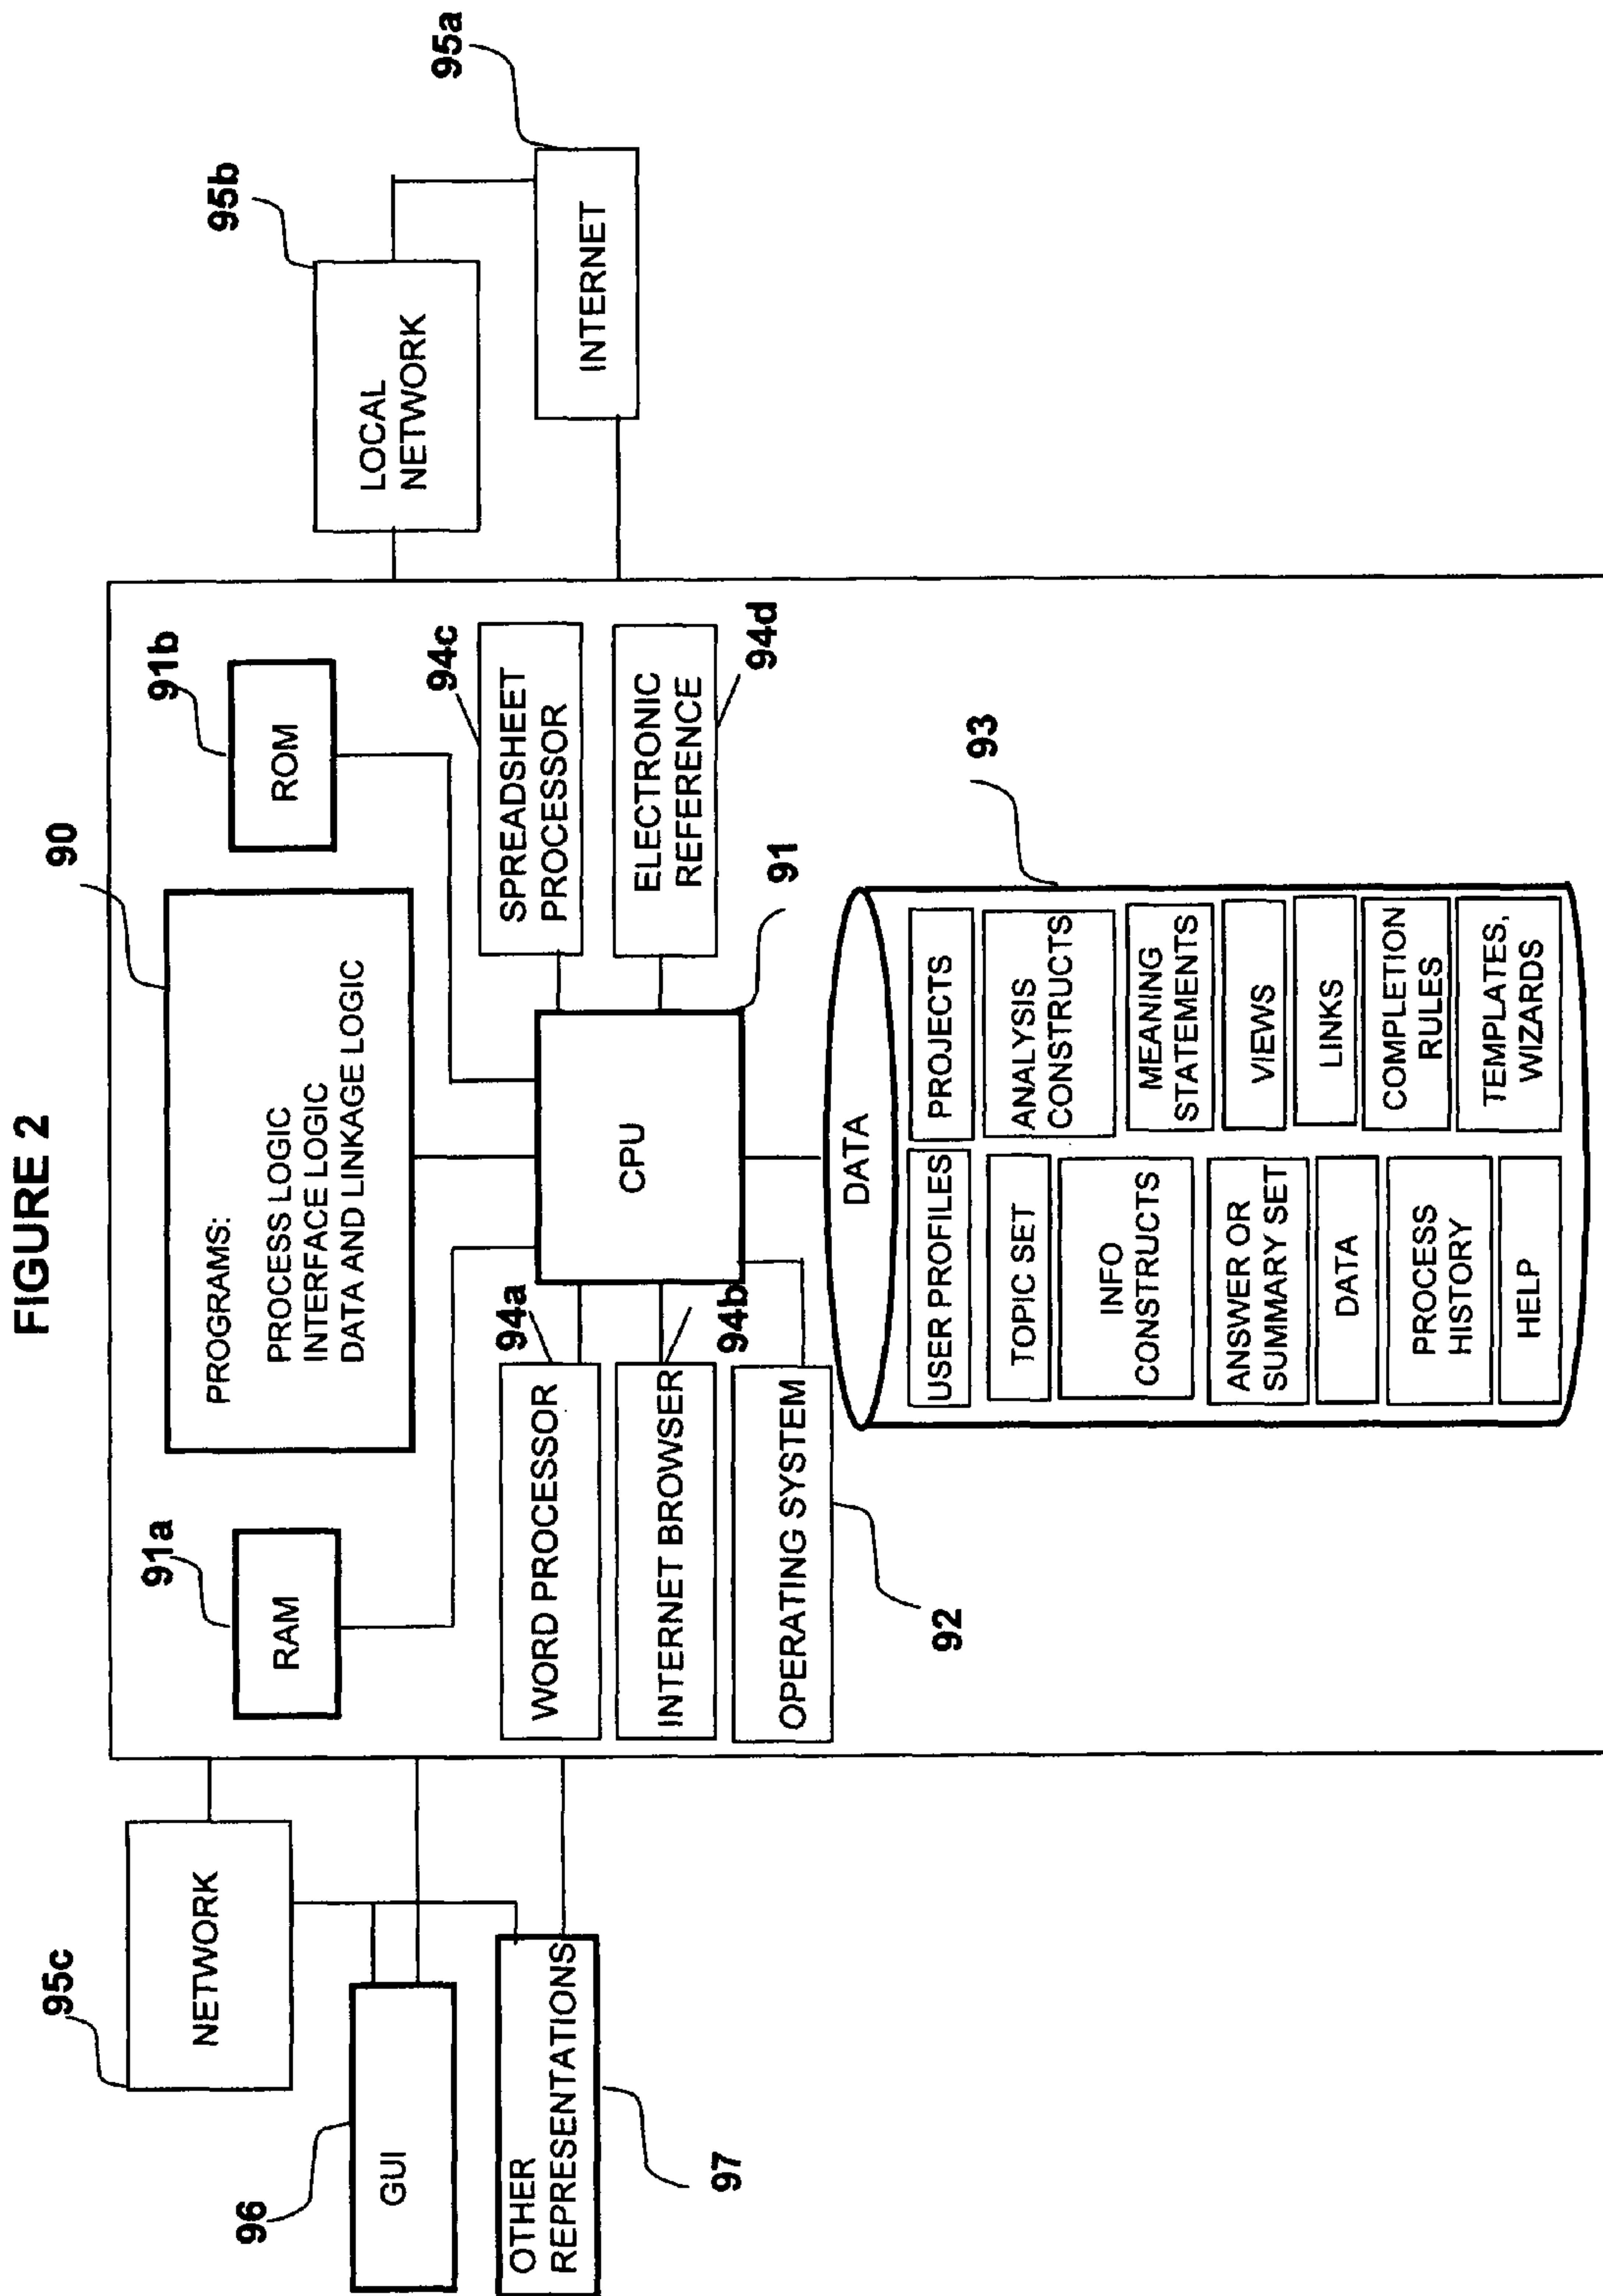 FIGURE 2
95c
NETWORK
96
GUI
OTHER
REPRESENTATIONS
97
91a
RAM
90
PROGRAMS:
PROCESS LOGIC
INTERFACE LOGIC
DATA AND LINKAGE LOGIC
91b
ROM
94a
WORD PROCESSOR
INTERNET BROWSER
94b
OPERATING SYSTEM
92
CPU
91
94c
SPREADSHEET
PROCESSOR
ELECTRONIC
REFERENCE
94d
95b
LOCAL
NETWORK
95a
INTERNET
93
DATA
USER PROFILES
TOPIC SET
INFO
CONSTRUCTS
ANSWER OR
SUMMARY SET
DATA
PROCESS
HISTORY
HELP
PROJECTS
ANALYSIS
CONSTRUCTS
MEANING
STATEMENTS
VIEWS
LINKS
COMPLETION
RULES
TEMPLATES,
WIZARDS